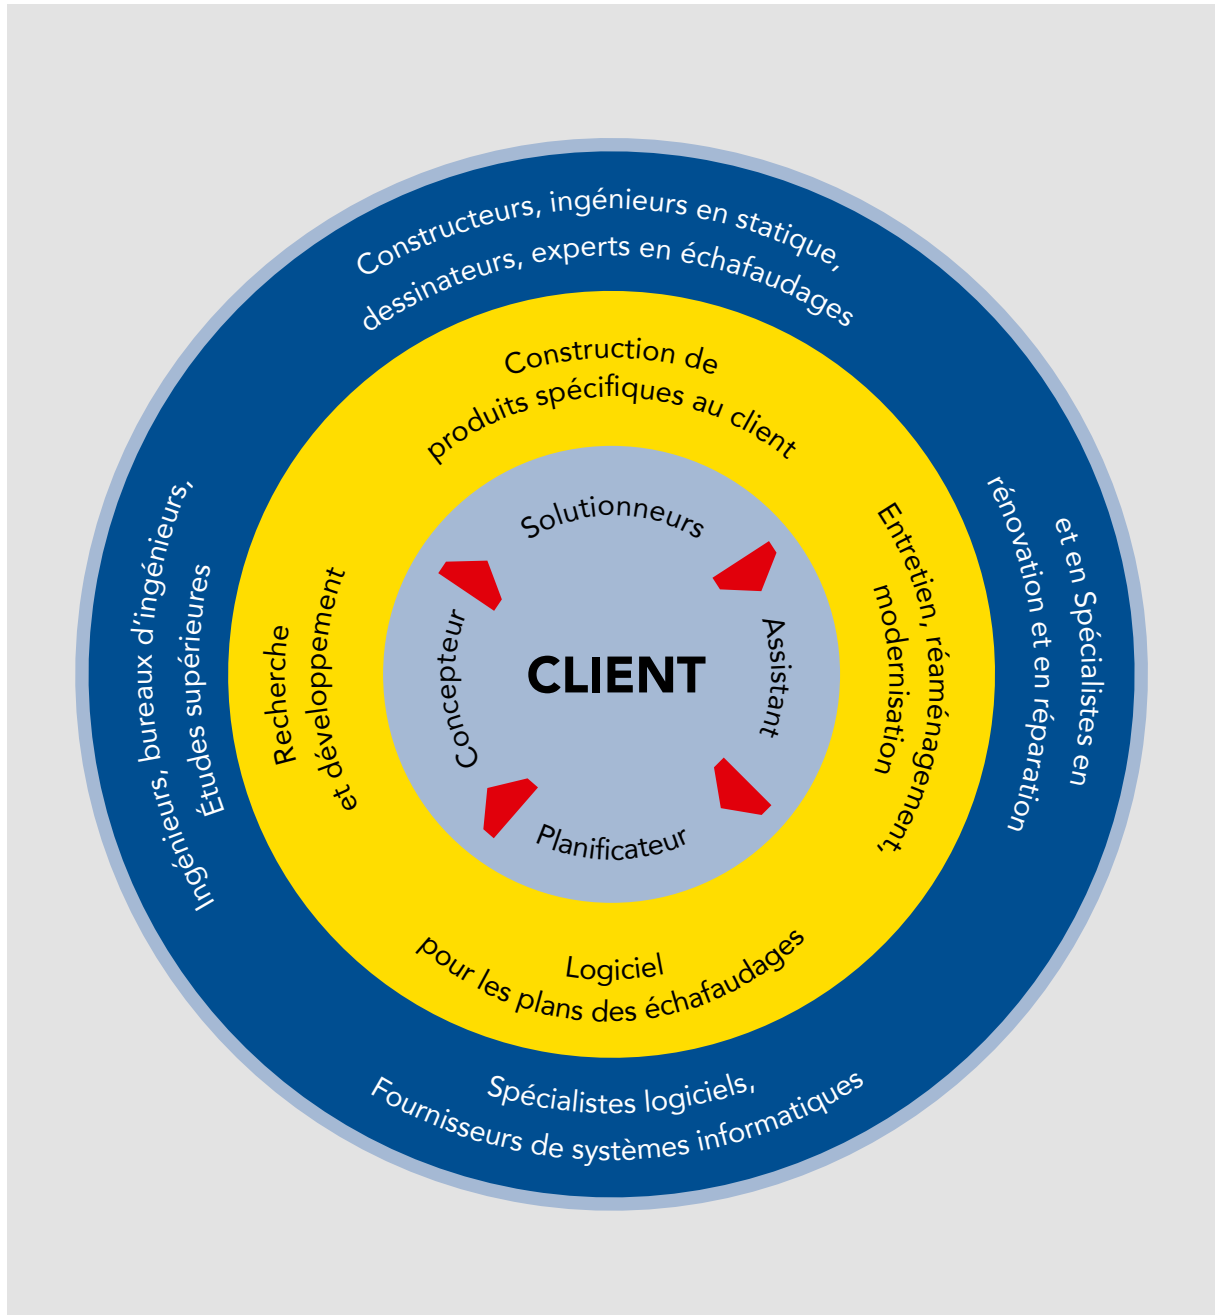 Constructeurs, ingénieurs en statique,
dessinateurs, experts en échafaudages
Construction de
produits spécifiques au client
Solutionneurs
Ingénieurs, bureaux d'ingénieurs,
Études supérieures
Recherche
et développement
Concepteur
CLIENT
Assistant
Entretien, réaménagement,
modernisation
et en Spécialistes en
rénovation et en réparation
Planificateur
Logiciel
pour les plans des échafaudages
Spécialistes logiciels,
Fournisseurs de systèmes informatiques